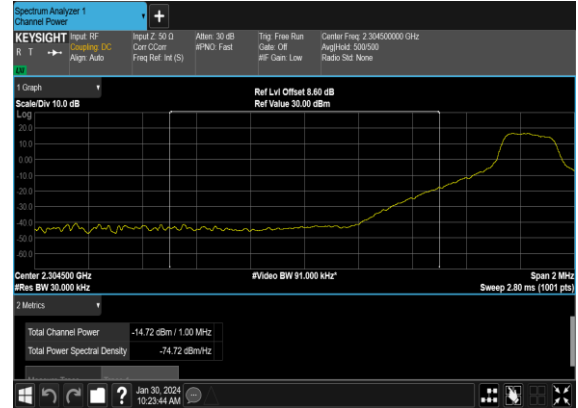 Spectrum Analyzer 1
Channel Power
KEYSIGHT Input: RF Input Z: 50 Ω Atten: 30 dB Trig: Free Run Center Freq: 2.304500000 GHz
R T Coupling: DC Corr CCorr #PNO: Fast Gate: Off Avg|Hold: 500/500
Align: Auto Freq Ref: Int (S) #IF Gain: Low Radio Std: None
1 Graph
Ref Lvl Offset 8.60 dB
Scale/Div 10.0 dB Ref Value 30.00 dBm
Log
20.0
10.0
0.00
-10.0
-20.0
-30.0
-40.0
-50.0
-60.0
Center 2.304500 GHz #Video BW 91.000 kHz* Span 2 MHz
#Res BW 30.000 kHz Sweep 2.80 ms (1001 pts)
2 Metrics
Total Channel Power -14.72 dBm / 1.00 MHz
Total Power Spectral Density -74.72 dBm/Hz
?
Jan 30, 2024
10:23:44 AM